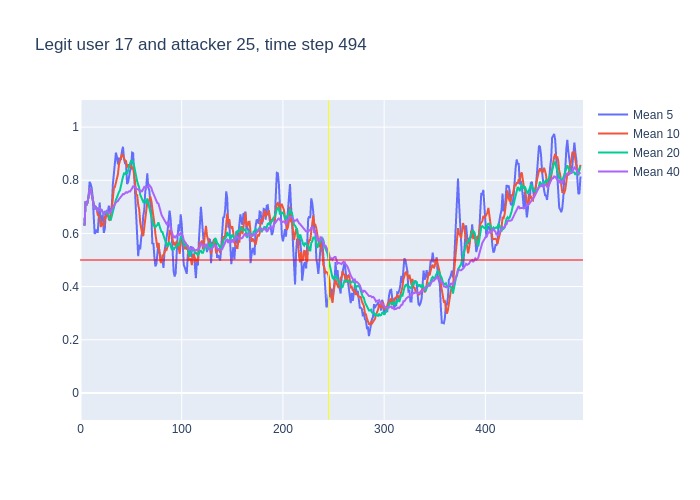 Legit user 17 and attacker 25, time step 494
Mean 5
Mean 10
Mean 20
Mean 40
1
0.8
0.6
0.4
0.2
0
0 100 200 300 400